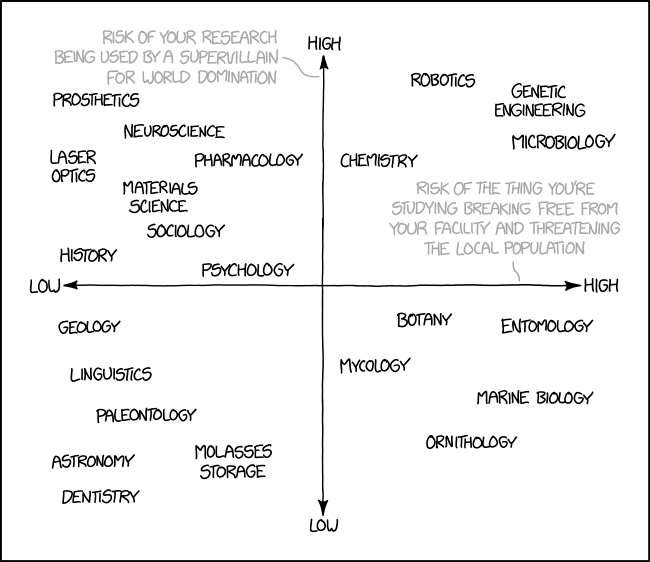 RISK OF YOUR RESEARCH
BEING USED BY A SUPERVILLAIN
FOR WORLD DOMINATION
HIGH
PROSTHETICS
ROBOTICS
GENETIC
ENGINEERING
NEUROSCIENCE
MICROBIOLOGY
LASER
OPTICS
PHARMACOLOGY
CHEMISTRY
MATERIALS
SCIENCE
RISK OF THE THING YOU'RE
STUDYING BREAKING FREE FROM
YOUR FACILITY AND THREATENING
THE LOCAL POPULATION
SOCIOLOGY
HISTORY
PSYCHOLOGY
LOW
HIGH
GEOLOGY
BOTANY
ENTOMOLOGY
LINGUISTICS
MYCOLOGY
MARINE BIOLOGY
PALEONTOLOGY
ORNITHOLOGY
ASTRONOMY
MOLASSES
STORAGE
DENTISTRY
LOW